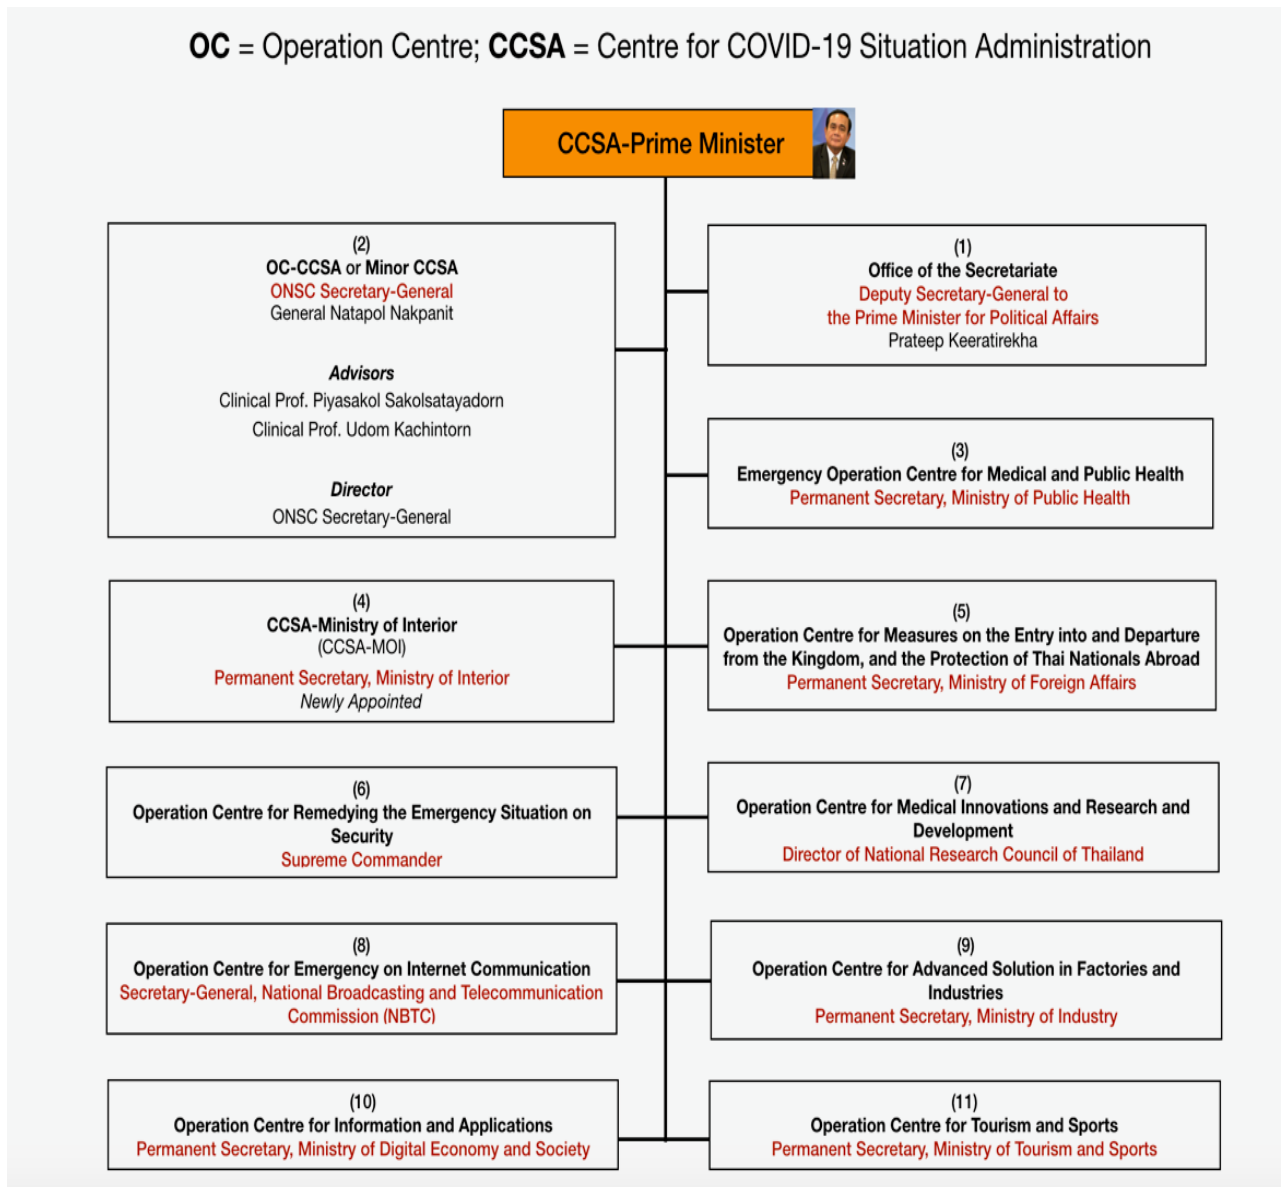 OC = Operation Centre; CCSA = Centre for COVID-19 Situation Administration
CCSA-Prime Minister
(1)
Office of the Secretariate
Deputy Secretary-General to
the Prime Minister for Political Affairs
Prateep Keeratirekha
(2)
OC-CCSA or Minor CCSA
ONSC Secretary-General
General Natapol Nakpanit
Advisors
Clinical Prof. Piyasakol Sakolsatayadorn
Clinical Prof. Udom Kachintorn
Director
ONSC Secretary-General
(3)
Emergency Operation Centre for Medical and Public Health
Permanent Secretary, Ministry of Public Health
(4)
CCSA-Ministry of Interior
(CCSA-MOI)
Permanent Secretary, Ministry of Interior
Newly Appointed
(5)
Operation Centre for Measures on the Entry into and Departure
from the Kingdom, and the Protection of Thai Nationals Abroad
Permanent Secretary, Ministry of Foreign Affairs
(6)
Operation Centre for Remedying the Emergency Situation on
Security
Supreme Commander
(7)
Operation Centre for Medical Innovations and Research and
Development
Director of National Research Council of Thailand
(8)
Operation Centre for Emergency on Internet Communication
Secretary-General, National Broadcasting and Telecommunication
Commission (NBTC)
(9)
Operation Centre for Advanced Solution in Factories and
Industries
Permanent Secretary, Ministry of Industry
(10)
Operation Centre for Information and Applications
Permanent Secretary, Ministry of Digital Economy and Society
(11)
Operation Centre for Tourism and Sports
Permanent Secretary, Ministry of Tourism and Sports